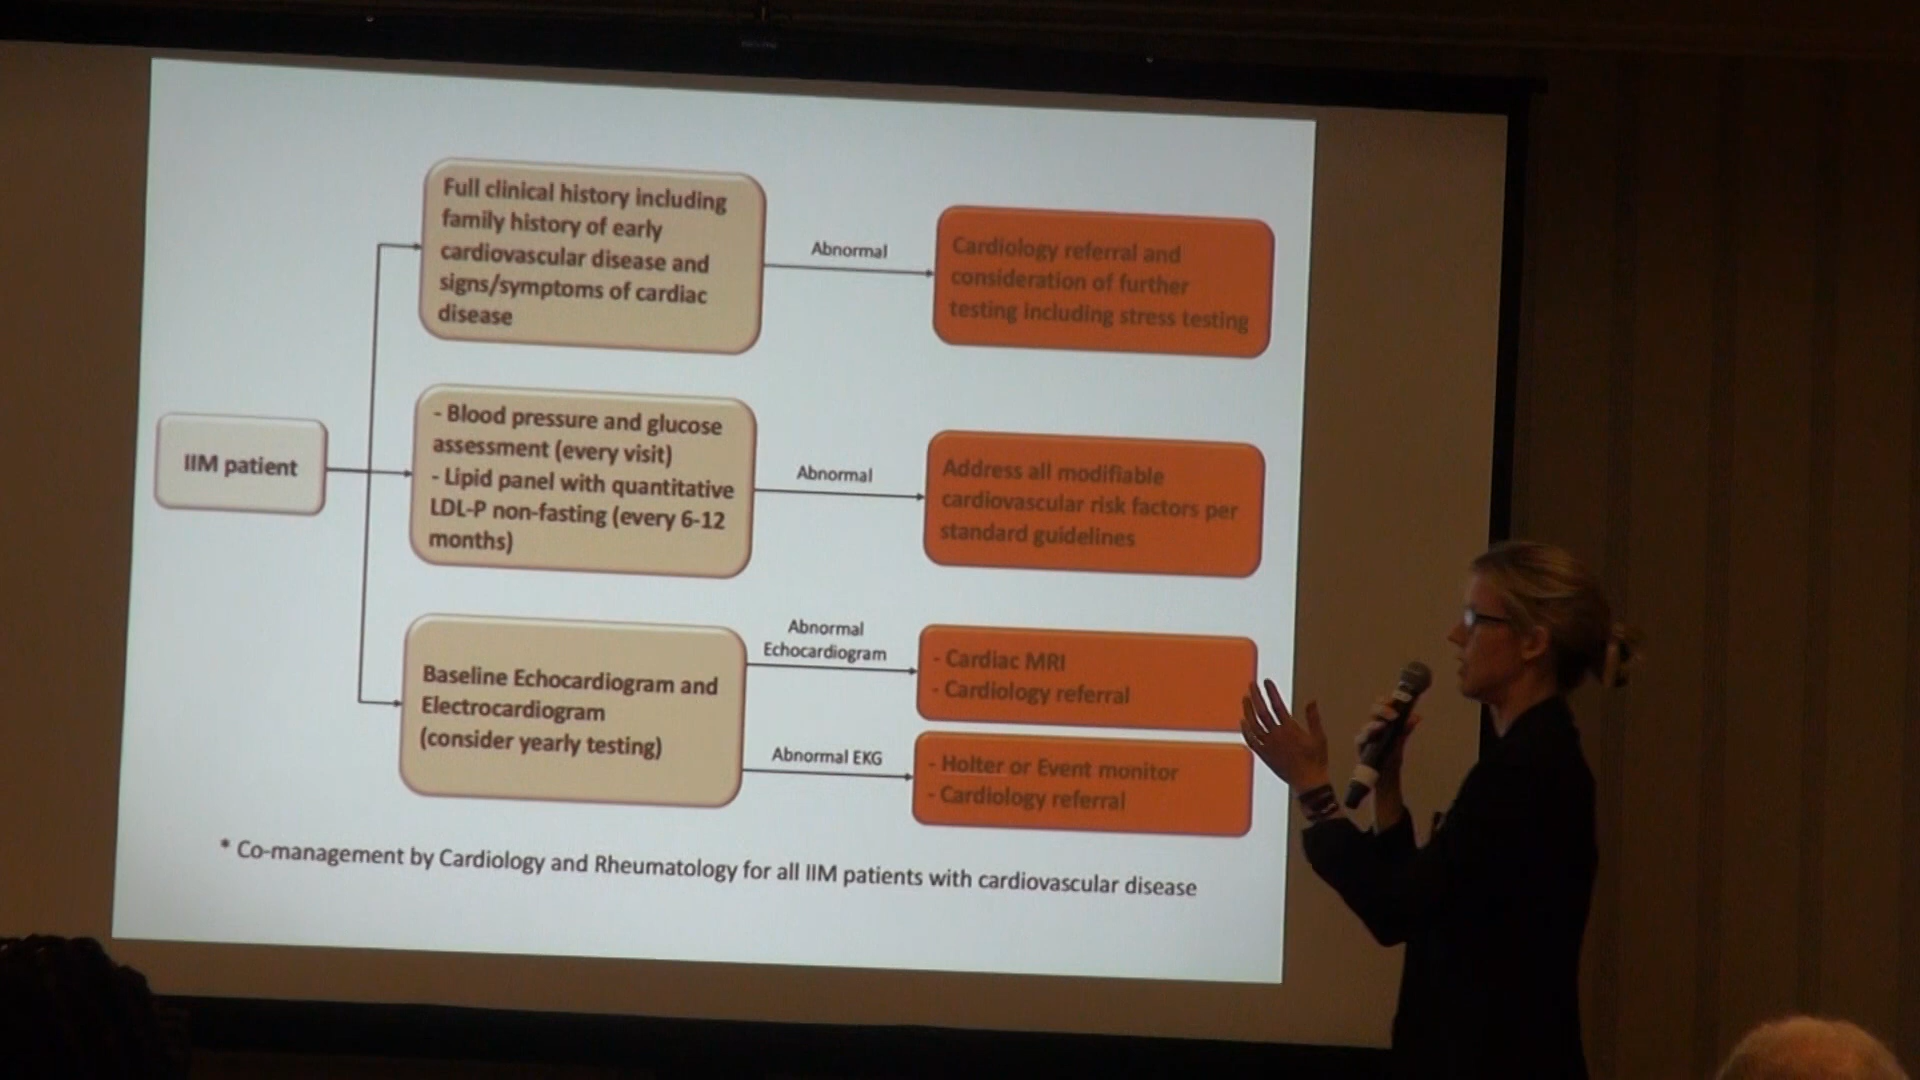 Full clinical history including
family history of early
cardiovascular disease and
signs/symptoms of cardiac
disease
Abnormal
Cardiology referral and
consideration of further
testing including stress testing
IIM patient
- Blood pressure and glucose
assessment (every visit)
- Lipid panel with quantitative
LDL-P non-fasting (every 6-12
months)
Abnormal
Address all modifiable
cardiovascular risk factors per
standard guidelines
Baseline Echocardiogram and
Electrocardiogram
(consider yearly testing)
Abnormal
Echocardiogram
- Cardiac MRI
- Cardiology referral
Abnormal EKG
- Holter or Event monitor
- Cardiology referral
* Co-management by Cardiology and Rheumatology for all IIM patients with cardiovascular disease